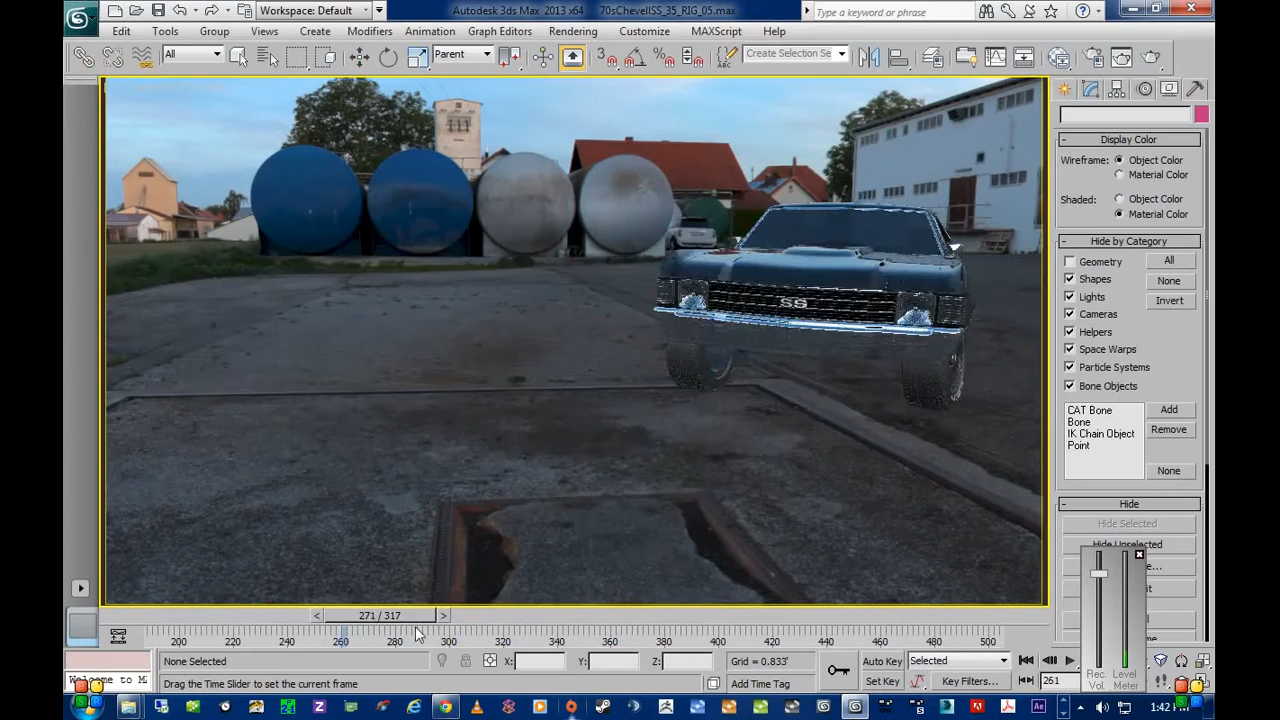 Workspace: Default
Autodesk 3ds Max 2013 x64 70sChevellSS_35_RIG_05.max
Type a keyword or phrase
Edit Tools Group Views Create Modifiers Animation Graph Editors Rendering Customize MAXScript Help
All
Parent
Create Selection Se
Display Color
Wireframe: Object Color
Material Color
Shaded: Object Color
Material Color
Hide by Category
Geometry All
Shapes None
Lights Invert
Cameras
Helpers
Space Warps
Particle Systems
Bone Objects
CAT Bone Add
Bone Remove
IK Chain Object
Point
None
Hide
Hide Selected
Hide Unselected
SS
< 271 / 317 >
200 220 240 260 280 300 320 340 360 380 400 420 440 460 480 500
None Selected X: Y: Z: Grid = 0.833' Auto Key Selected
Welcome to M
Drag the Time Slider to set the current frame Add Time Tag Set Key Key Filters... 261
Rec. Vol. Level Meter
1:42